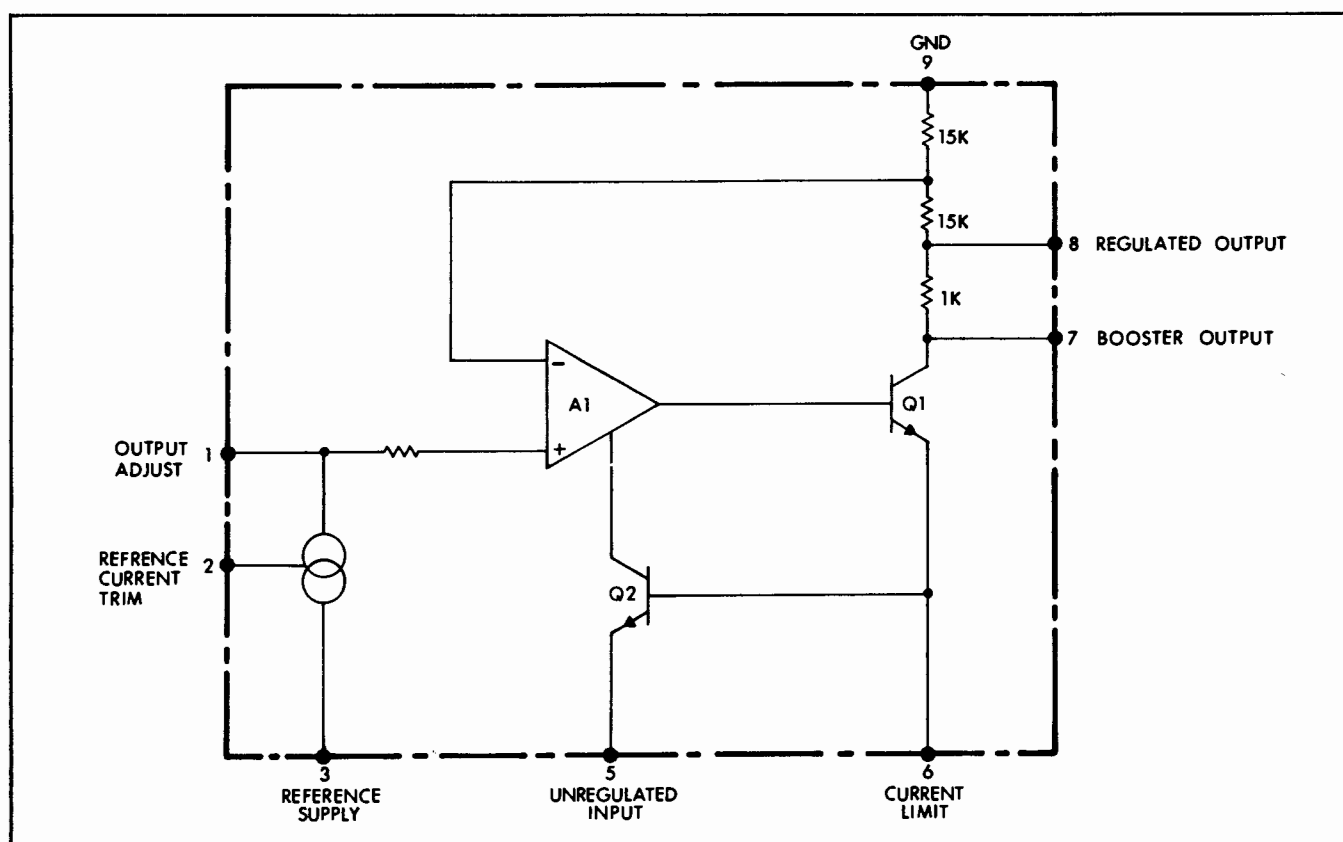 GND
9
15K
15K
8 REGULATED OUTPUT
1K
7 BOOSTER OUTPUT
−
A1
+
Q1
OUTPUT
ADJUST 1
REFRENCE
CURRENT
TRIM
2
Q2
3
REFERENCE
SUPPLY
5
UNREGULATED
INPUT
6
CURRENT
LIMIT